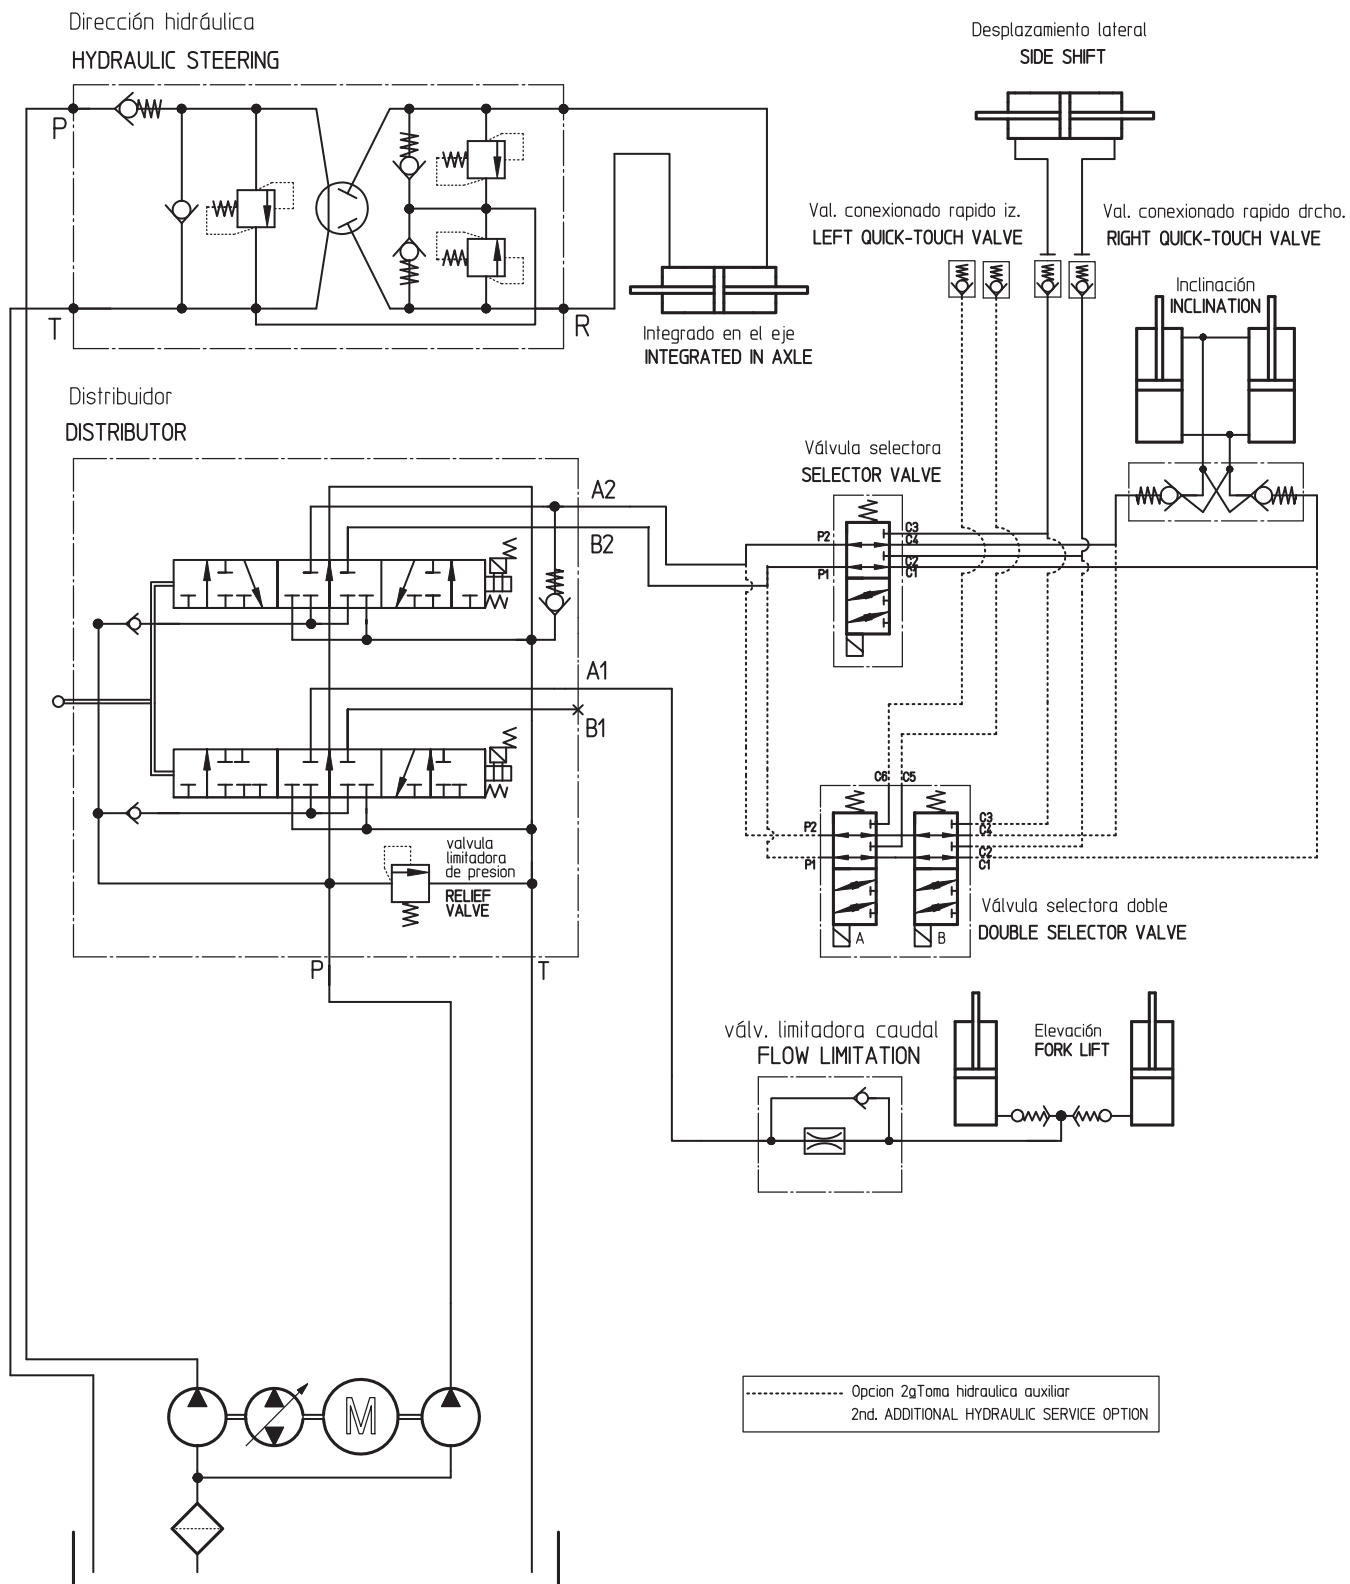 Dirección hidráulica
HYDRAULIC STEERING
Desplazamiento lateral
SIDE SHIFT
P
T
R
Val. conexionado rapido iz.
LEFT QUICK-TOUCH VALVE
Val. conexionado rapido drcho.
RIGHT QUICK-TOUCH VALVE
Inclinación
INCLINATION
Integrado en el eje
INTEGRATED IN AXLE
Distribuidor
DISTRIBUTOR
Válvula selectora
SELECTOR VALVE
A2
B2
P2
P1
C3
C4
C2
C1
A1
B1
C6
C5
P2
P1
C3
C4
C2
C1
A
B
valvula
limitadora
de presion
RELIEF
VALVE
Válvula selectora doble
DOUBLE SELECTOR VALVE
P
T
válv. limitadora caudal
FLOW LIMITATION
Elevación
FORK LIFT
M
Opcion 2ªToma hidraulica auxiliar
2nd. ADDITIONAL HYDRAULIC SERVICE OPTION